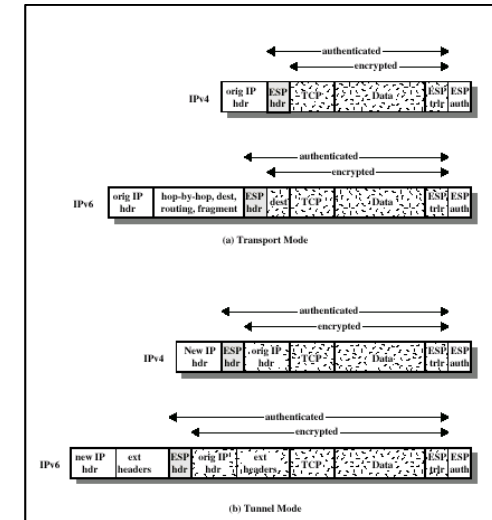 authenticated
encrypted
IPv4
orig IP hdr
ESP hdr
TCP
Data
ESP trlr
ESP auth
authenticated
encrypted
IPv6
orig IP hdr
hop-by-hop, dest, routing, fragment
ESP hdr
dest
TCP
Data
ESP trlr
ESP auth
(a) Transport Mode
authenticated
encrypted
IPv4
New IP hdr
ESP hdr
orig IP hdr
TCP
Data
ESP trlr
ESP auth
authenticated
encrypted
IPv6
new IP hdr
ext headers
ESP hdr
orig IP hdr
ext headers
TCP
Data
ESP trlr
ESP auth
(b) Tunnel Mode